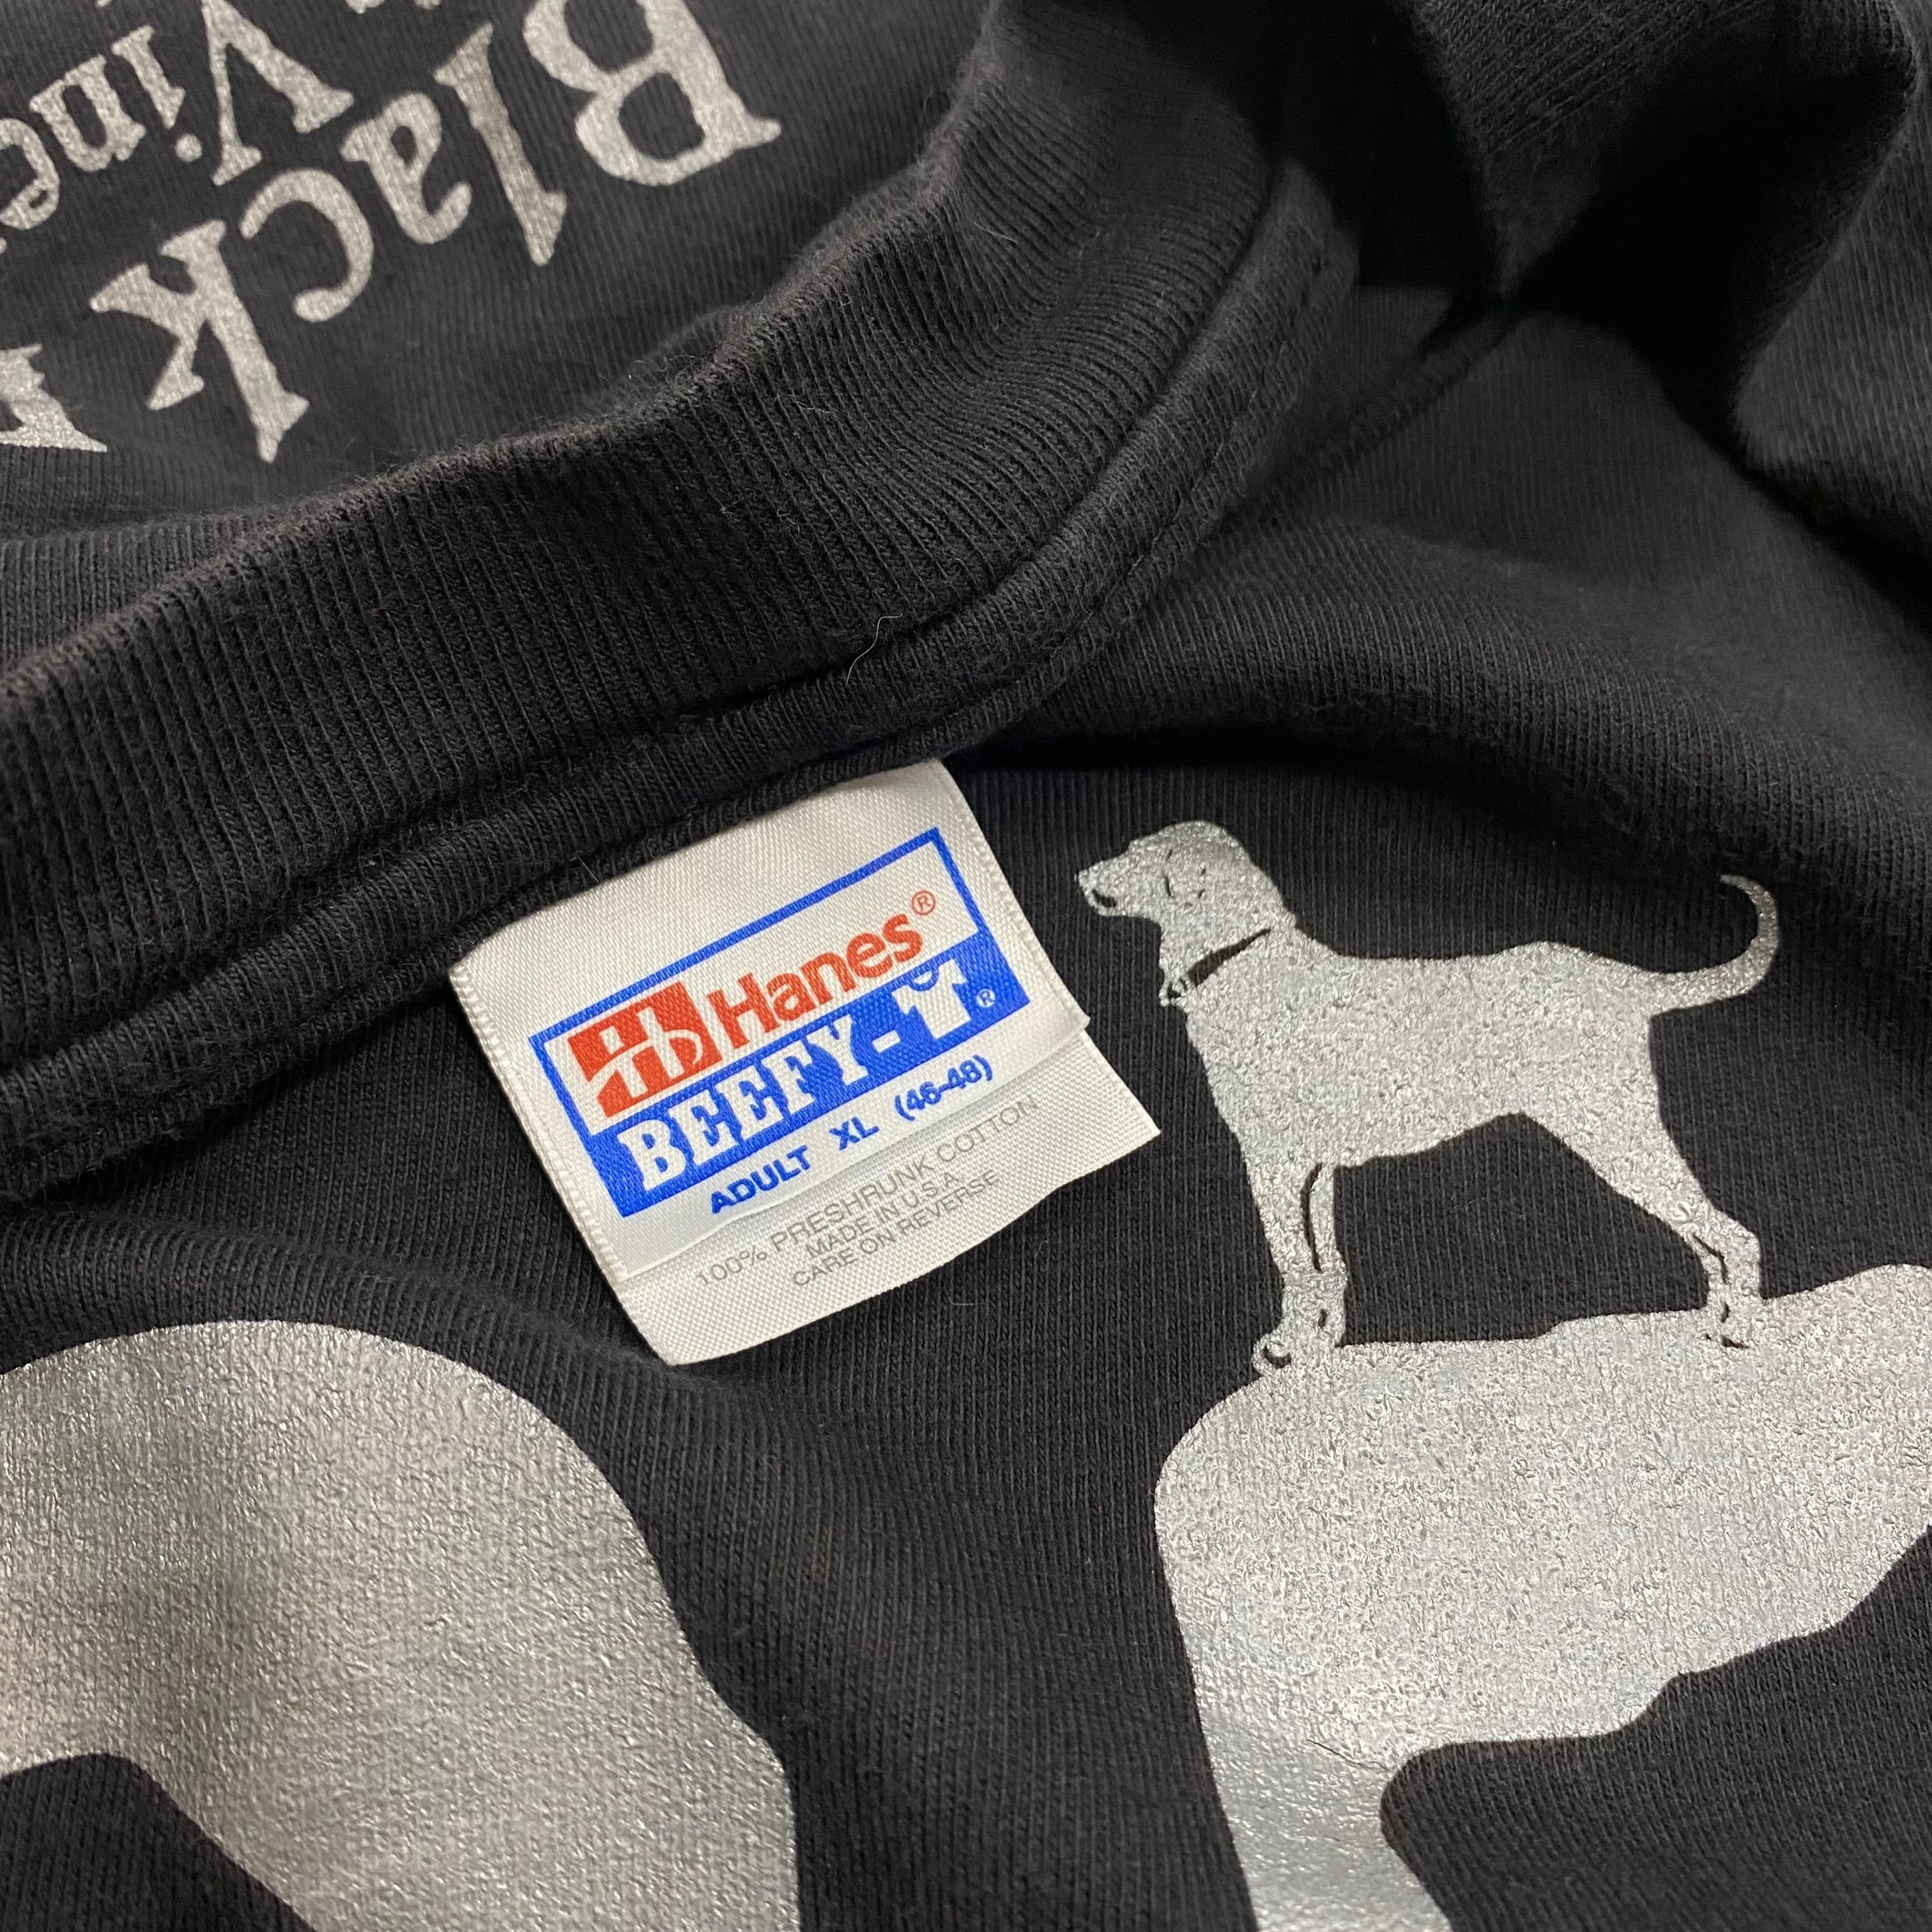 Black
Vine
Hanes®
BEEFY-T®
ADULT XL (46-48)
100% PRESHRUNK COTTON
MADE IN U.S.A.
CARE ON REVERSE